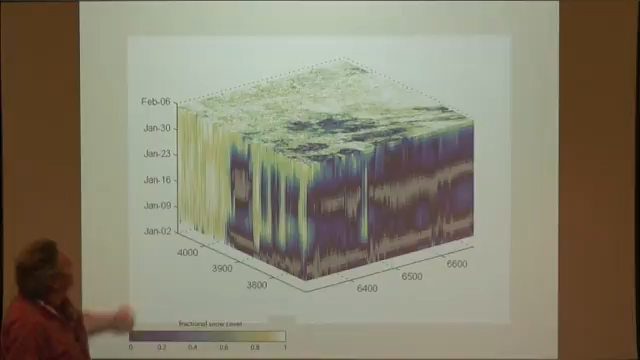 Feb-06
Jan-30
Jan-23
Jan-16
Jan-09
Jan-02
4000
3900
3800
6400
6500
6600
fractional snow cover
0 0.2 0.4 0.6 0.8 1